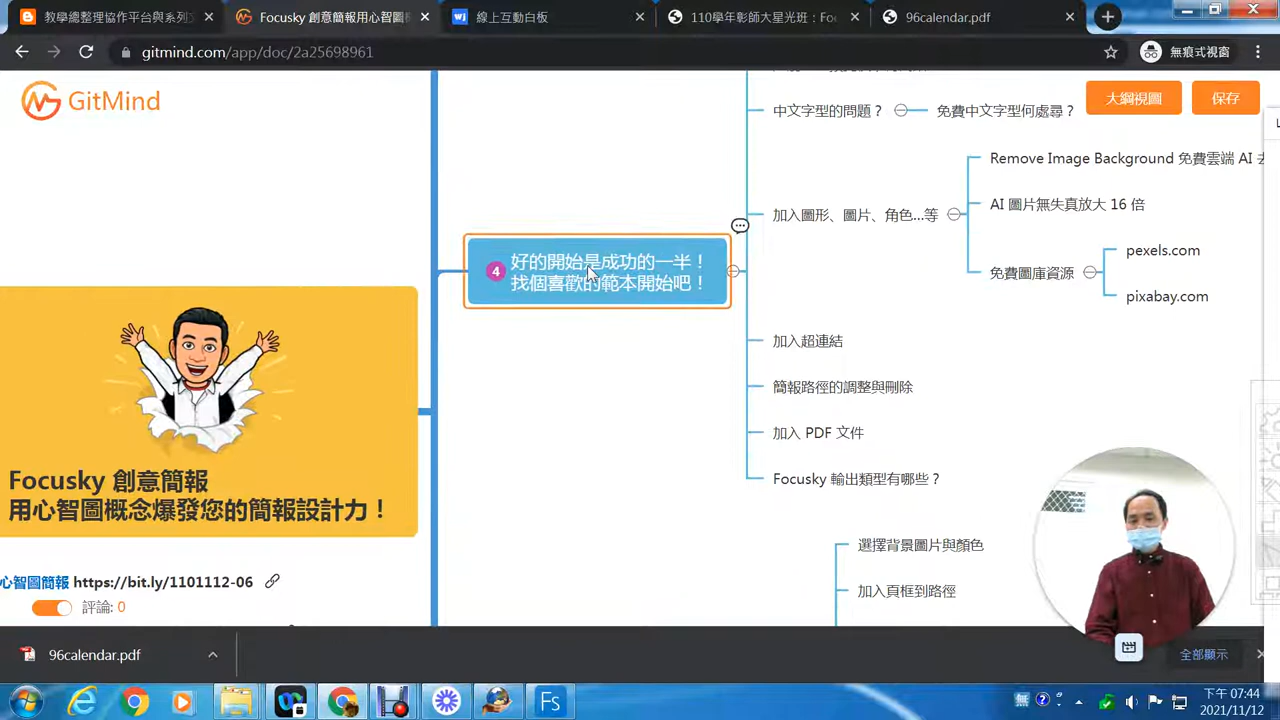 教學總整理協作平台與系列
Focusky 創意簡報用心智圖
110學年彰師大週光班：Foc
96calendar.pdf
gitmind.com/app/doc/2a25698961
無痕式視窗
GitMind
大綱視圖
保存
中文字型的問題？
免費中文字型何處尋？
Remove Image Background 免費雲端 AI
加入圖形、圖片、角色...等
AI 圖片無失真放大 16 倍
pexels.com
4
好的開始是成功的一半！
找個喜歡的範本開始吧！
免費圖庫資源
pixabay.com
加入超連結
簡報路徑的調整與刪除
加入 PDF 文件
Focusky 輸出類型有哪些？
Focusky 創意簡報
用心智圖概念爆發您的簡報設計力！
選擇背景圖片與顏色
心智圖簡報 https://bit.ly/1101112-06
加入頁框到路徑
評論: 0
96calendar.pdf
全部顯示
Fs
下午 07:44
2021/11/12